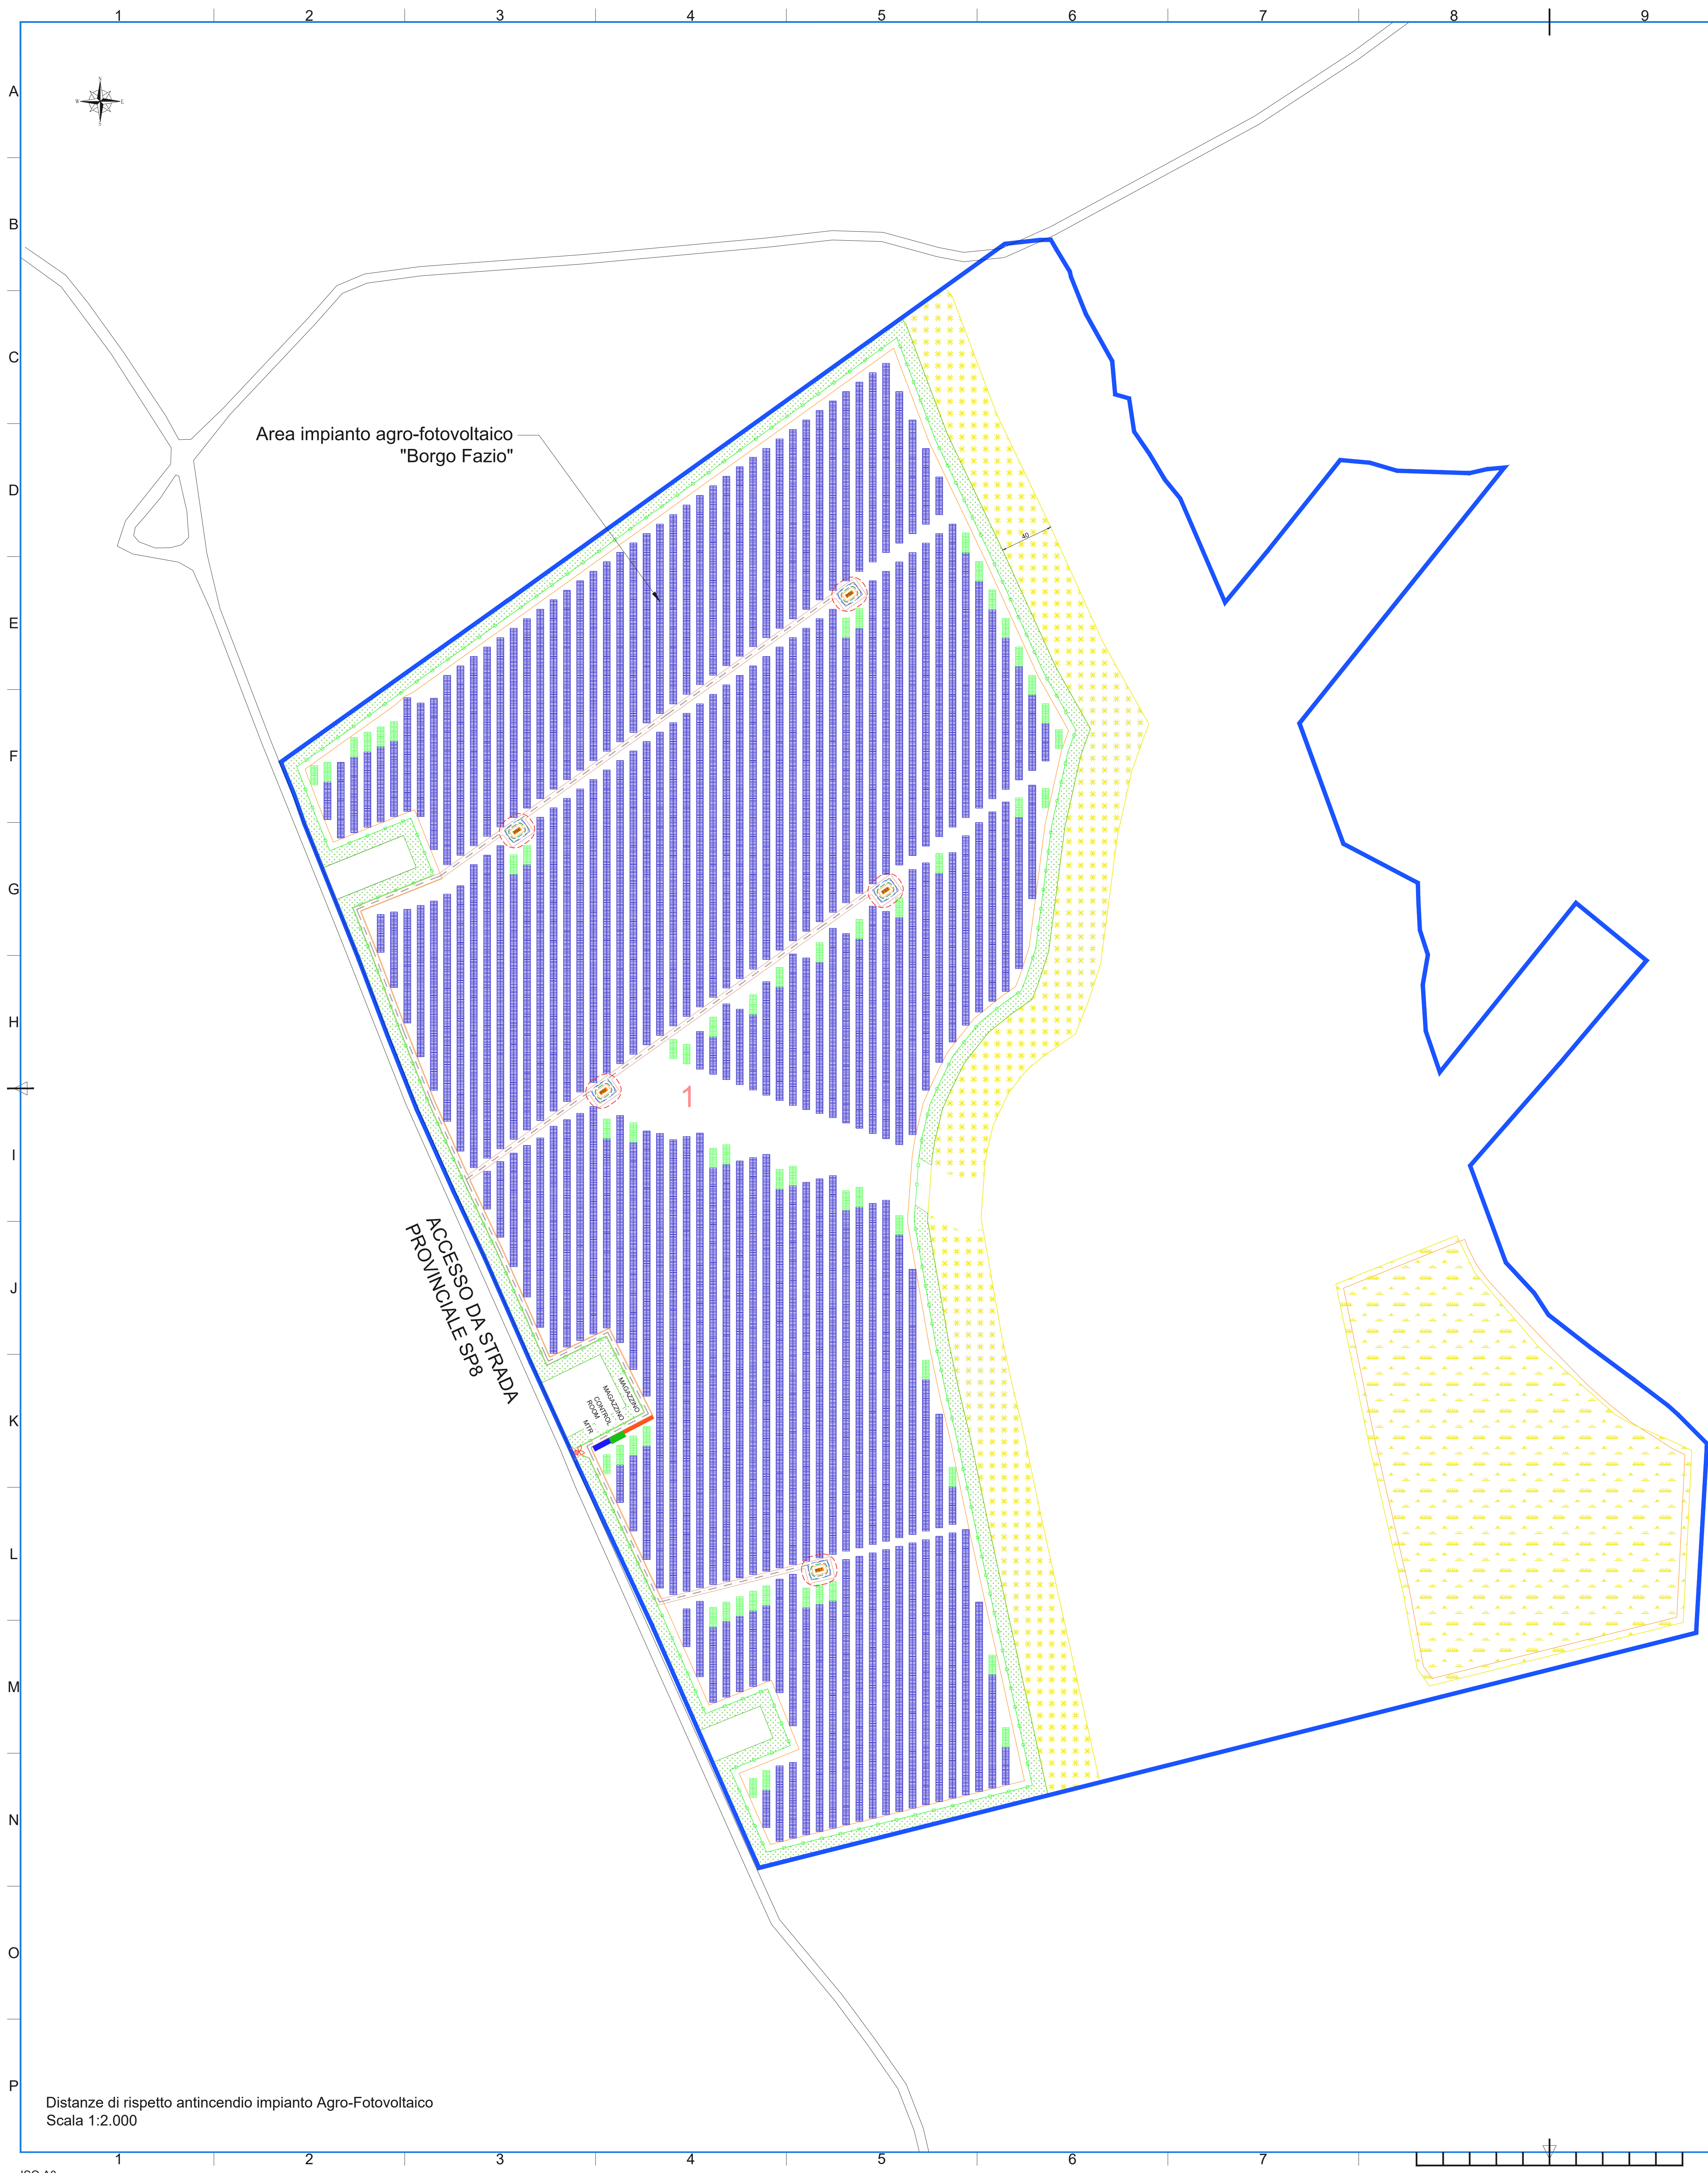 1 2 3 4 5 6 7 8 9
A
N
W E
S
B
C
Area impianto agro-fotovoltaico
"Borgo Fazio"
D
40
E
F
G
H
1
I
ACCESSO DA STRADA
PROVINCIALE SP8
J
MAGAZZINO
MAGAZZINO
CONTROL
ROOM
MTR
K
L
M
N
O
P
Distanze di rispetto antincendio impianto Agro-Fotovoltaico
Scala 1:2.000
1 2 3 4 5 6 7